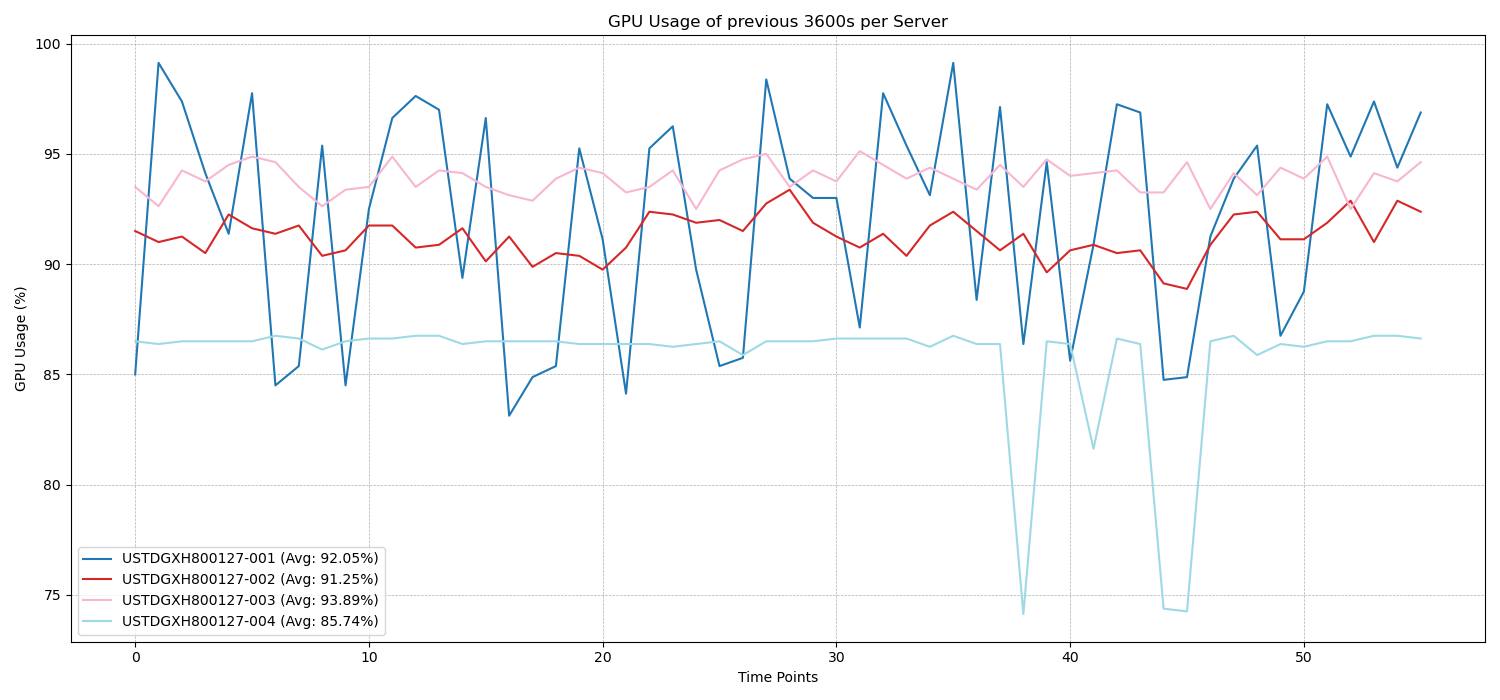 GPU Usage of previous 3600s per Server
100
95
90
85
80
75
GPU Usage (%)
USTDGXH800127-001 (Avg: 92.05%)
USTDGXH800127-002 (Avg: 91.25%)
USTDGXH800127-003 (Avg: 93.89%)
USTDGXH800127-004 (Avg: 85.74%)
0 10 20 30 40 50
Time Points